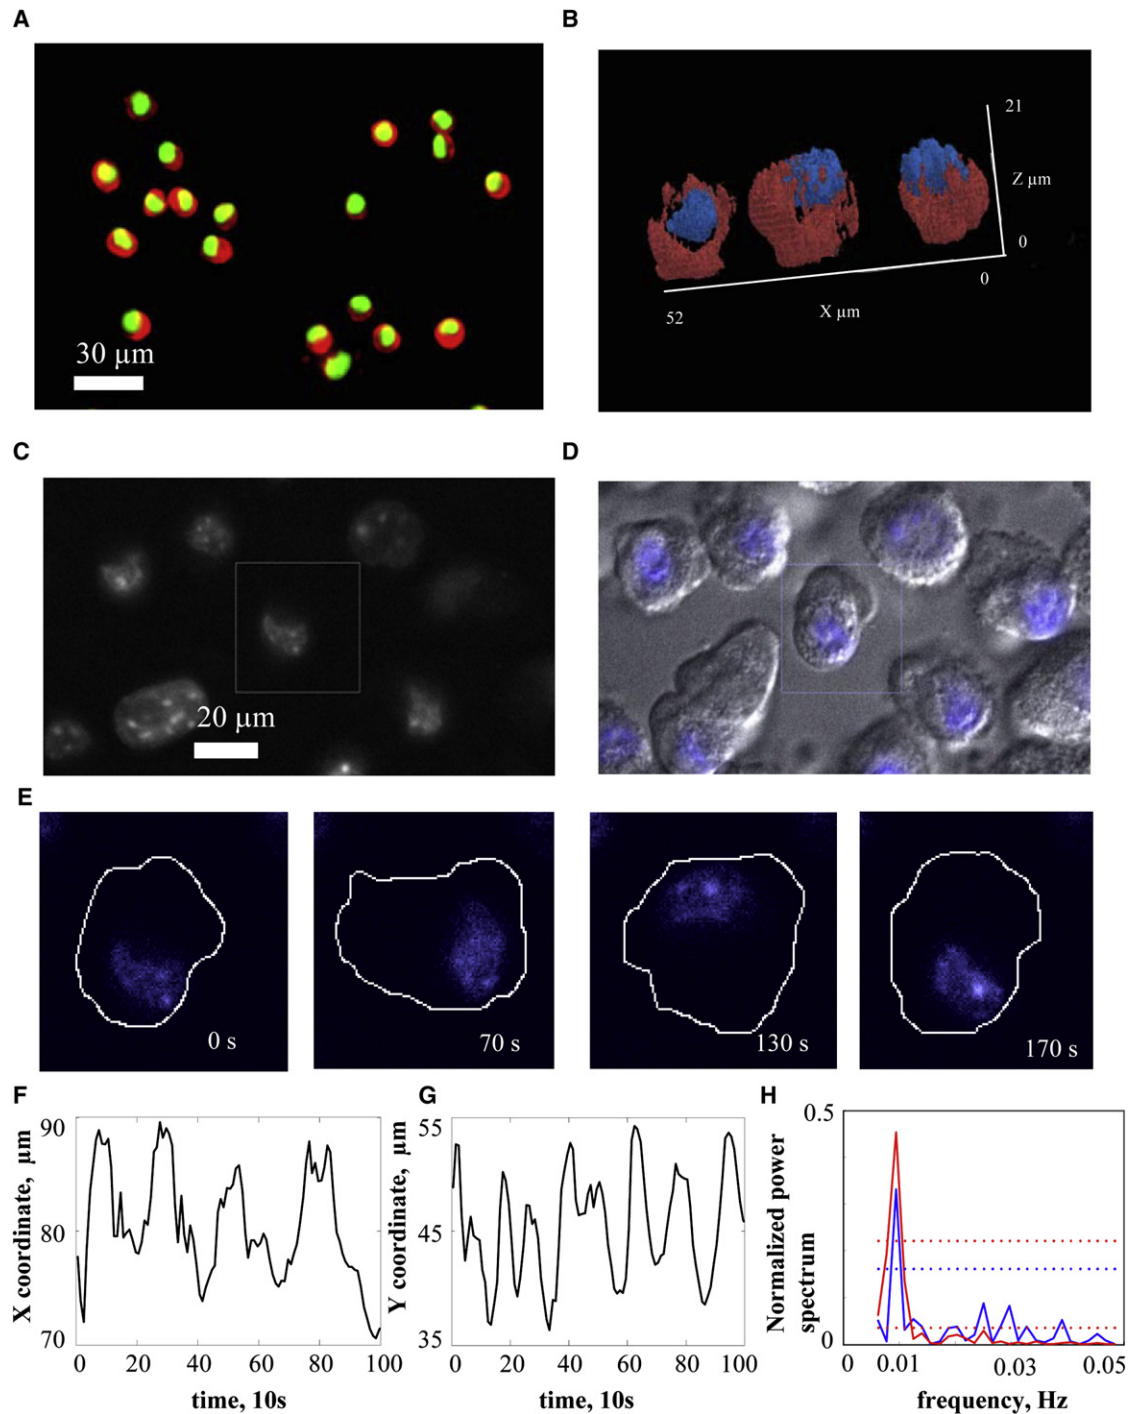 A
B
30 µm
21
Z µm
0
0
X µm
52
C
D
20 µm
E
0 s
70 s
130 s
170 s
F
G
H
X coordinate, µm
90
80
70
0 20 40 60 80 100
time, 10s
Y coordinate, µm
55
45
35
0 20 40 60 80 100
time, 10s
Normalized power
spectrum
0.5
0
0 0.01 0.03 0.05
frequency, Hz